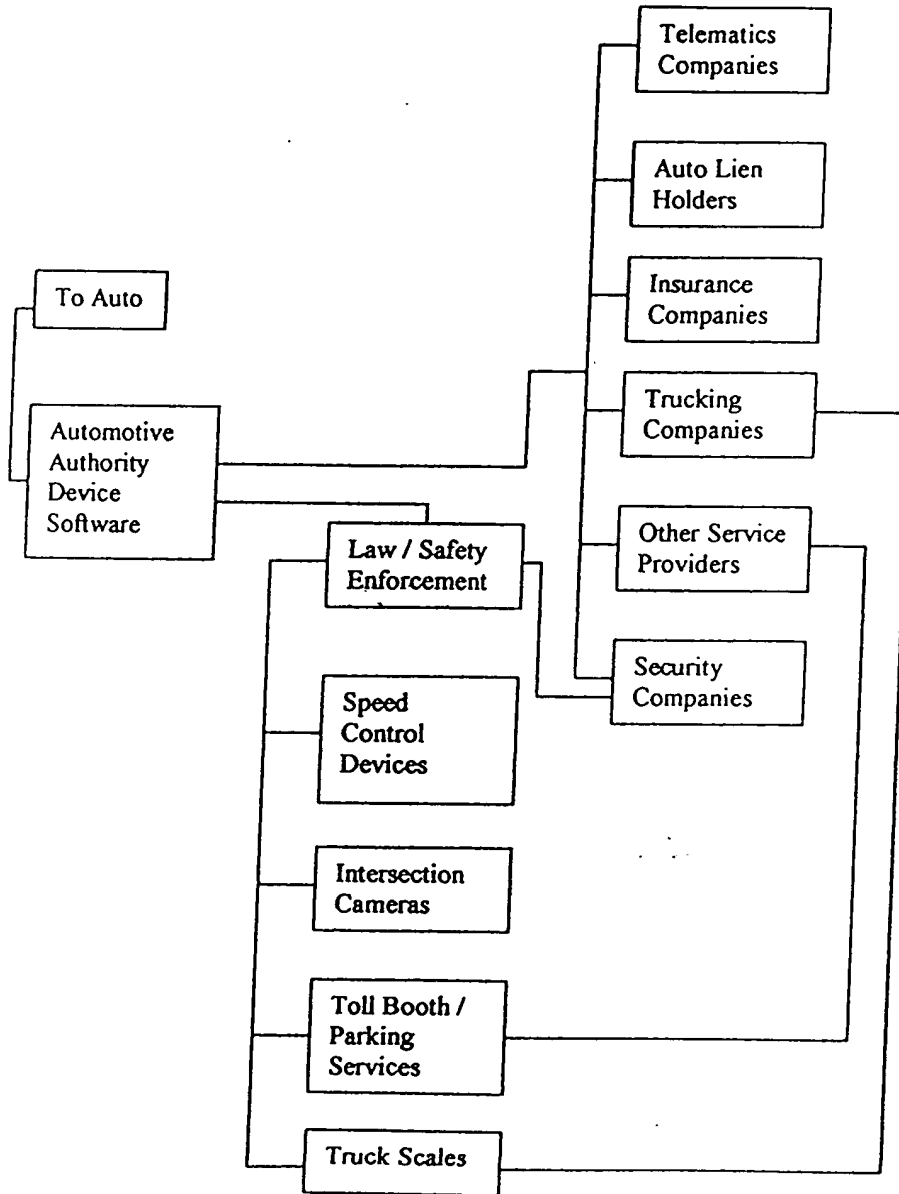 Telematics
Companies
Auto Lien
Holders
To Auto
Insurance
Companies
Automotive
Authority
Device
Software
Trucking
Companies
Law / Safety
Enforcement
Other Service
Providers
Security
Companies
Speed
Control
Devices
Intersection
Cameras
Toll Booth /
Parking
Services
Truck Scales